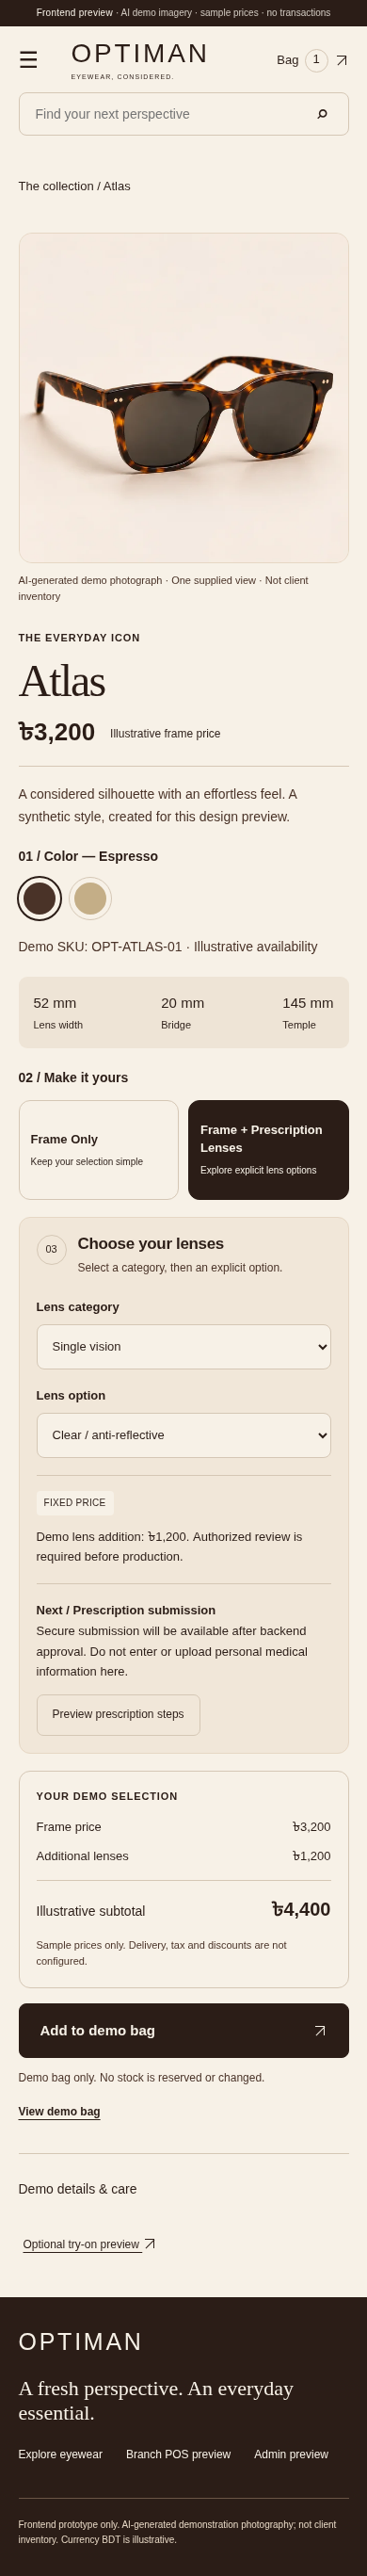 Frontend preview · AI demo imagery · sample prices · no transactions
OPTIMAN
EYEWEAR, CONSIDERED.
Bag 1
Find your next perspective
The collection / Atlas
AI-generated demo photograph · One supplied view · Not client
inventory
THE EVERYDAY ICON
Atlas
৳3,200 Illustrative frame price
A considered silhouette with an effortless feel. A
synthetic style, created for this design preview.
01 / Color — Espresso
Demo SKU: OPT-ATLAS-01 · Illustrative availability
52 mm 20 mm 145 mm
Lens width Bridge Temple
02 / Make it yours
Frame Only
Keep your selection simple
Frame + Prescription
Lenses
Explore explicit lens options
03 Choose your lenses
Select a category, then an explicit option.
Lens category
Single vision
Lens option
Clear / anti-reflective
FIXED PRICE
Demo lens addition: ৳1,200. Authorized review is
required before production.
Next / Prescription submission
Secure submission will be available after backend
approval. Do not enter or upload personal medical
information here.
Preview prescription steps
YOUR DEMO SELECTION
Frame price ৳3,200
Additional lenses ৳1,200
Illustrative subtotal ৳4,400
Sample prices only. Delivery, tax and discounts are not
configured.
Add to demo bag
Demo bag only. No stock is reserved or changed.
View demo bag
Demo details & care
Optional try-on preview
OPTIMAN
A fresh perspective. An everyday
essential.
Explore eyewear Branch POS preview Admin preview
Frontend prototype only. AI-generated demonstration photography; not client
inventory. Currency BDT is illustrative.